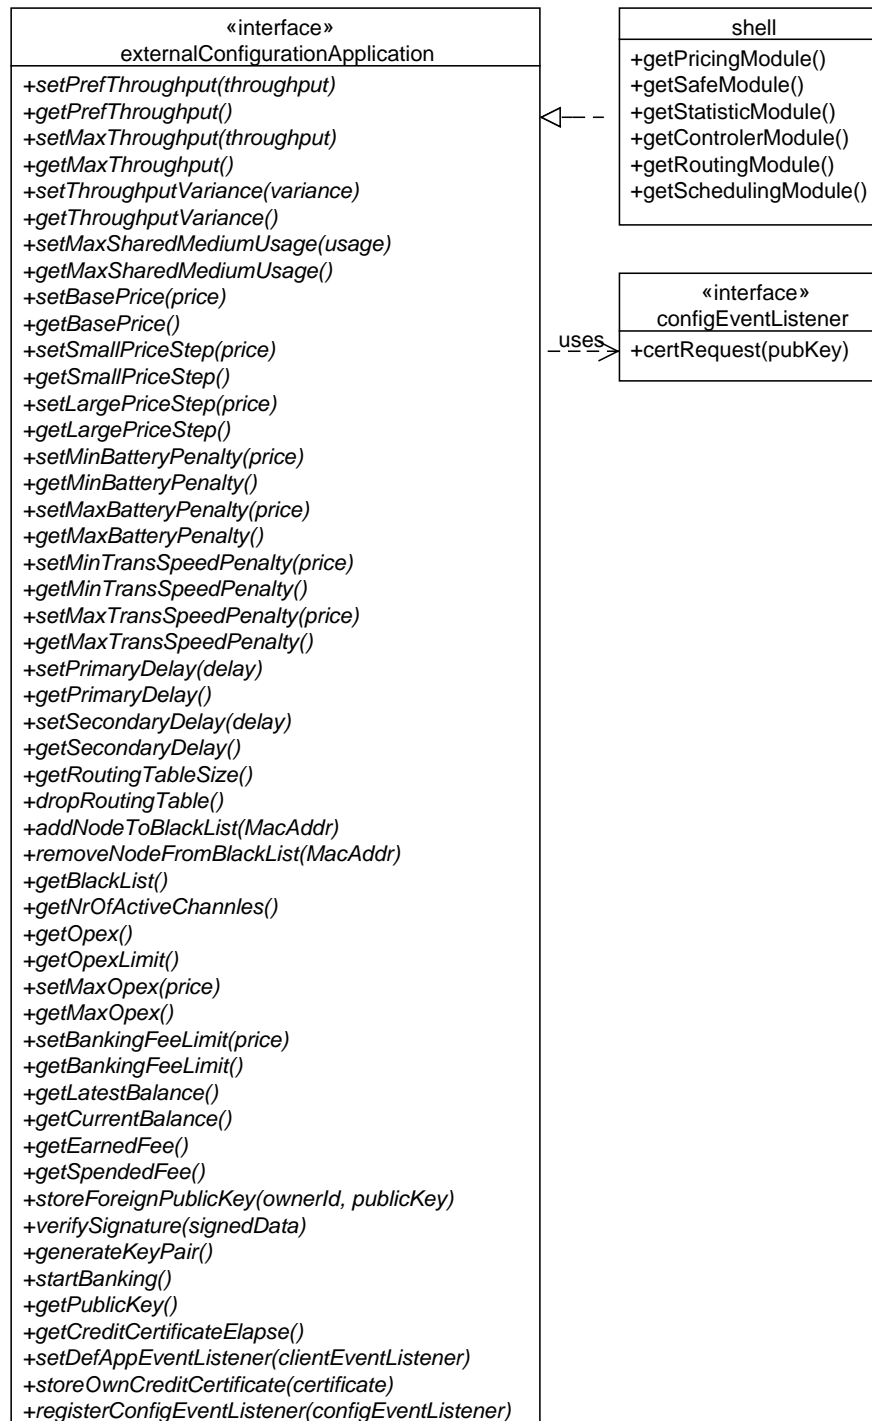 «interface»
externalConfigurationApplication
+setPrefThroughput(throughput)
+getPrefThroughput()
+setMaxThroughput(throughput)
+getMaxThroughput()
+setThroughputVariance(variance)
+getThroughputVariance()
+setMaxSharedMediumUsage(usage)
+getMaxSharedMediumUsage()
+setBasePrice(price)
+getBasePrice()
+setSmallPriceStep(price)
+getSmallPriceStep()
+setLargePriceStep(price)
+getLargePriceStep()
+setMinBatteryPenalty(price)
+getMinBatteryPenalty()
+setMaxBatteryPenalty(price)
+getMaxBatteryPenalty()
+setMinTransSpeedPenalty(price)
+getMinTransSpeedPenalty()
+setMaxTransSpeedPenalty(price)
+getMaxTransSpeedPenalty()
+setPrimaryDelay(delay)
+getPrimaryDelay()
+setSecondaryDelay(delay)
+getSecondaryDelay()
+getRoutingTableSize()
+dropRoutingTable()
+addNodeToBlackList(MacAddr)
+removeNodeFromBlackList(MacAddr)
+getBlackList()
+getNrOfActiveChannles()
+getOpex()
+getOpexLimit()
+setMaxOpex(price)
+getMaxOpex()
+setBankingFeeLimit(price)
+getBankingFeeLimit()
+getLatestBalance()
+getCurrentBalance()
+getEarnedFee()
+getSpendedFee()
+storeForeignPublicKey(ownerId, publicKey)
+verifySignature(signedData)
+generateKeyPair()
+startBanking()
+getPublicKey()
+getCreditCertificateElapse()
+setDefAppEventListener(clientEventListener)
+storeOwnCreditCertificate(certificate)
+registerConfigEventListener(configEventListener)
shell
+getPricingModule()
+getSafeModule()
+getStatisticModule()
+getControlerModule()
+getRoutingModule()
+getSchedulingModule()
uses
«interface»
configEventListener
+certRequest(pubKey)